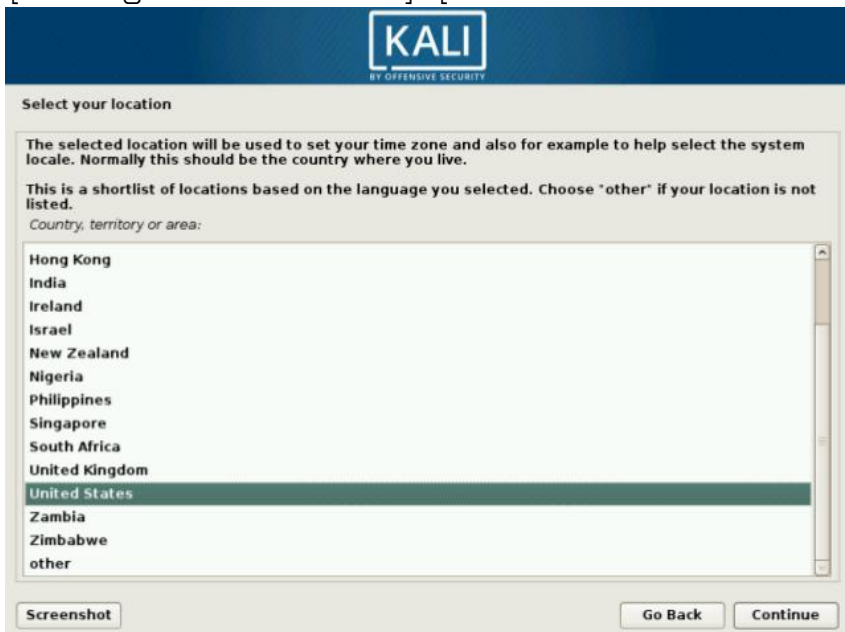 KALI
BY OFFENSIVE SECURITY
Select your location
The selected location will be used to set your time zone and also for example to help select the system
locale. Normally this should be the country where you live.
This is a shortlist of locations based on the language you selected. Choose "other" if your location is not
listed.
Country, territory or area:
Hong Kong
India
Ireland
Israel
New Zealand
Nigeria
Philippines
Singapore
South Africa
United Kingdom
United States
Zambia
Zimbabwe
other
Screenshot
Go Back
Continue